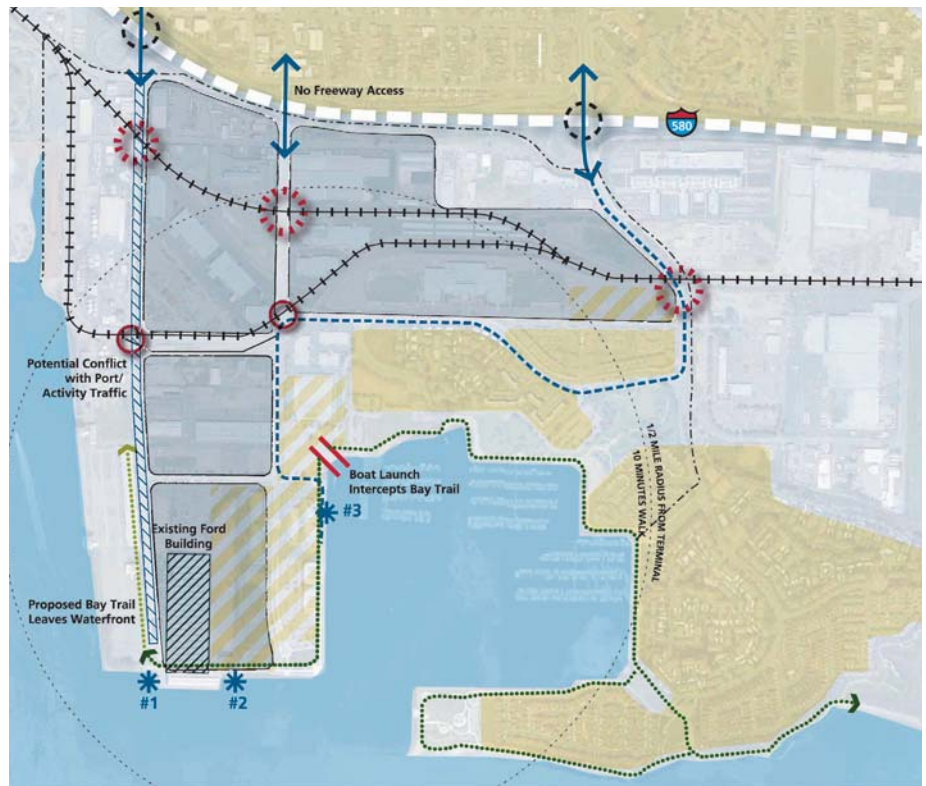 No Freeway Access
580
Potential Conflict
with Port/
Activity Traffic
Boat Launch
Intercepts Bay Trail
#3
1/2 MILE RADIUS FROM TERMINAL
10 MINUTES WALK
Existing Ford
Building
Proposed Bay Trail
Leaves Waterfront
#1
#2